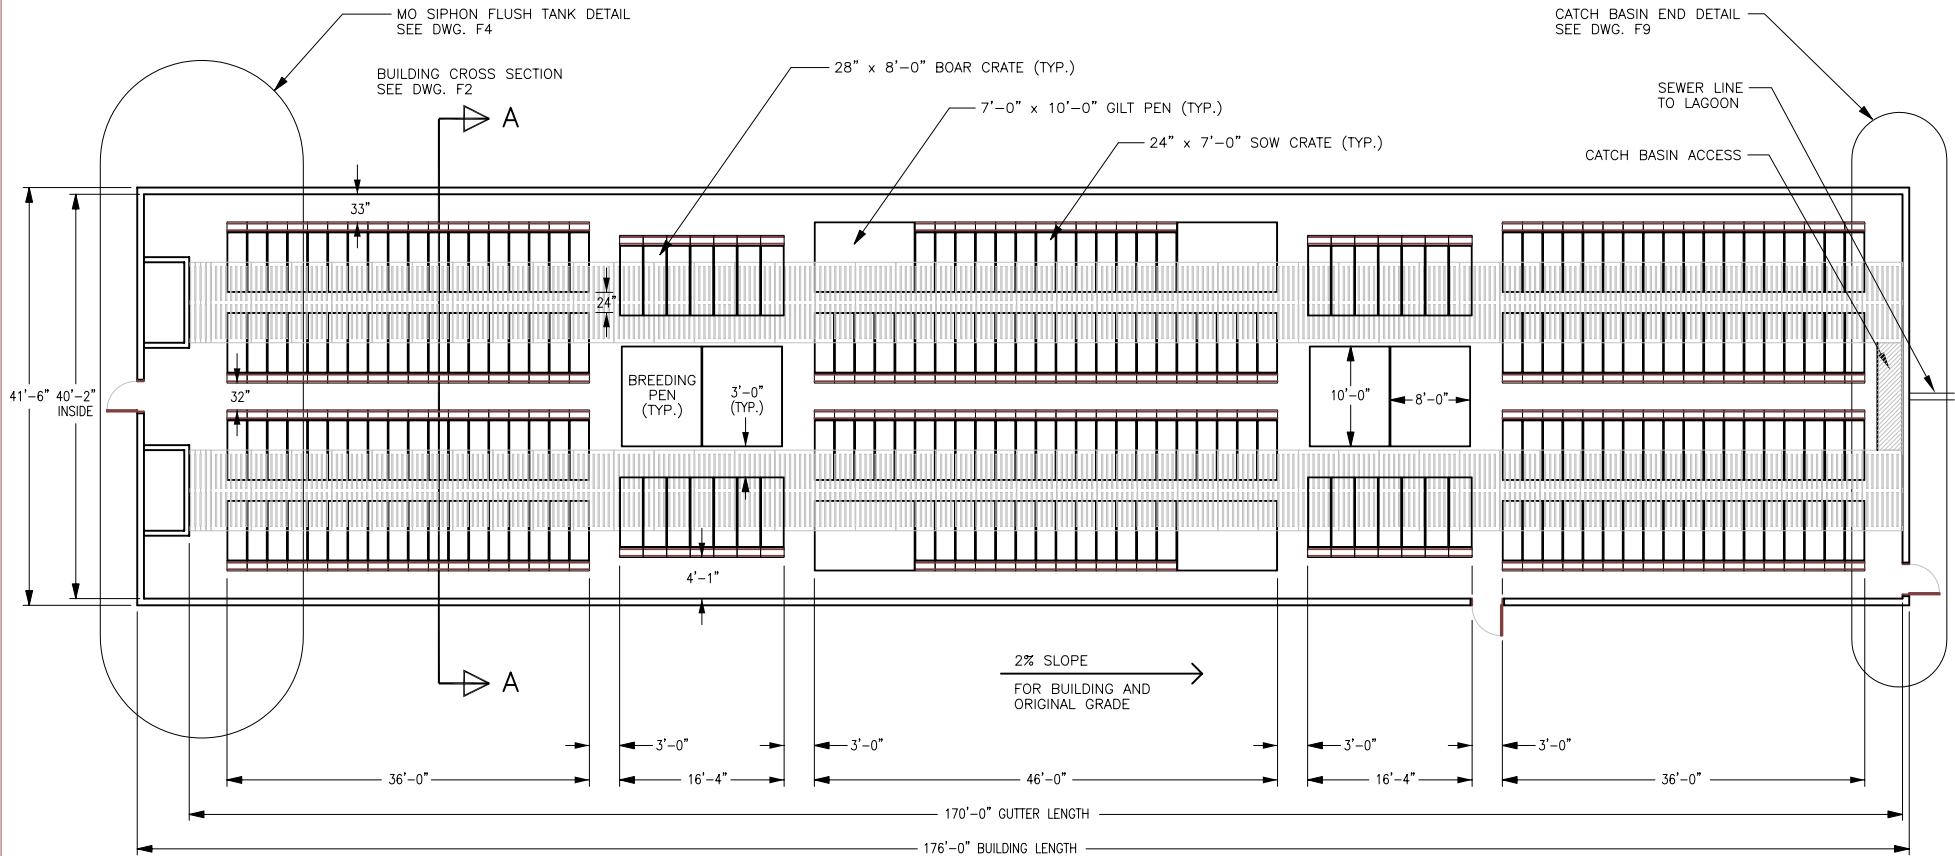 MO SIPHON FLUSH TANK DETAIL
SEE DWG. F4
CATCH BASIN END DETAIL
SEE DWG. F9
BUILDING CROSS SECTION
SEE DWG. F2
28" x 8'-0" BOAR CRATE (TYP.)
SEWER LINE
TO LAGOON
7'-0" x 10'-0" GILT PEN (TYP.)
A
24" x 7'-0" SOW CRATE (TYP.)
CATCH BASIN ACCESS
33"
24"
41'-6"
40'-2"
INSIDE
32"
BREEDING
PEN
(TYP.)
3'-0"
(TYP.)
10'-0"
8'-0"
4'-1"
A
2% SLOPE
FOR BUILDING AND
ORIGINAL GRADE
3'-0"
3'-0"
3'-0"
3'-0"
36'-0"
16'-4"
46'-0"
16'-4"
36'-0"
170'-0" GUTTER LENGTH
176'-0" BUILDING LENGTH